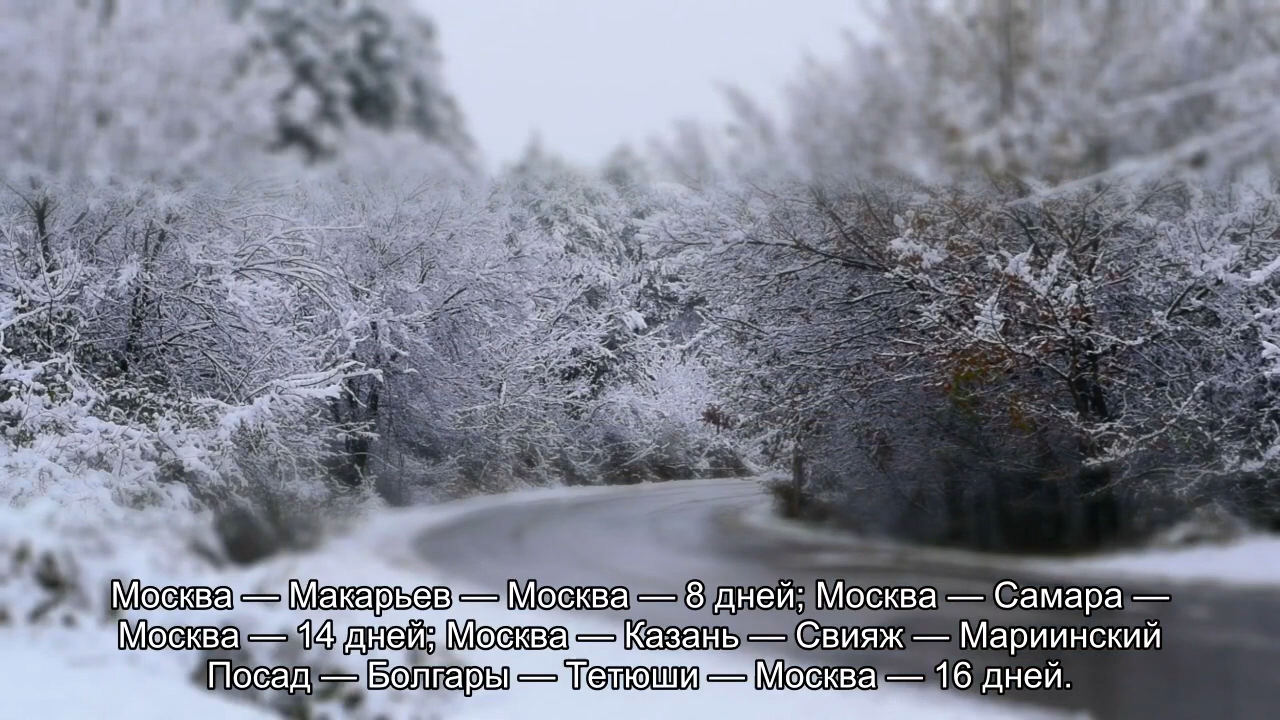 Москва — Макарьев — Москва — 8 дней; Москва — Самара —
Москва — 14 дней; Москва — Казань — Свияж — Мариинский
Посад — Болгары — Тетюши — Москва — 16 дней.